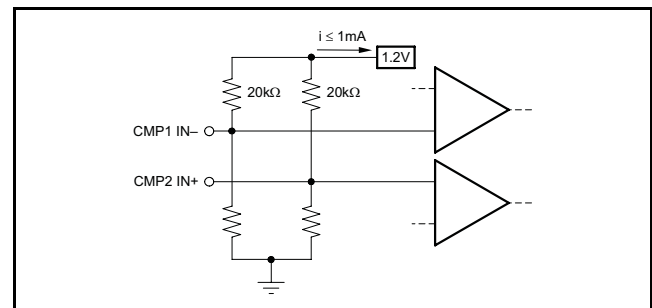 i ≤ 1mA
1.2V
20kΩ 20kΩ
CMP1 IN–
CMP2 IN+